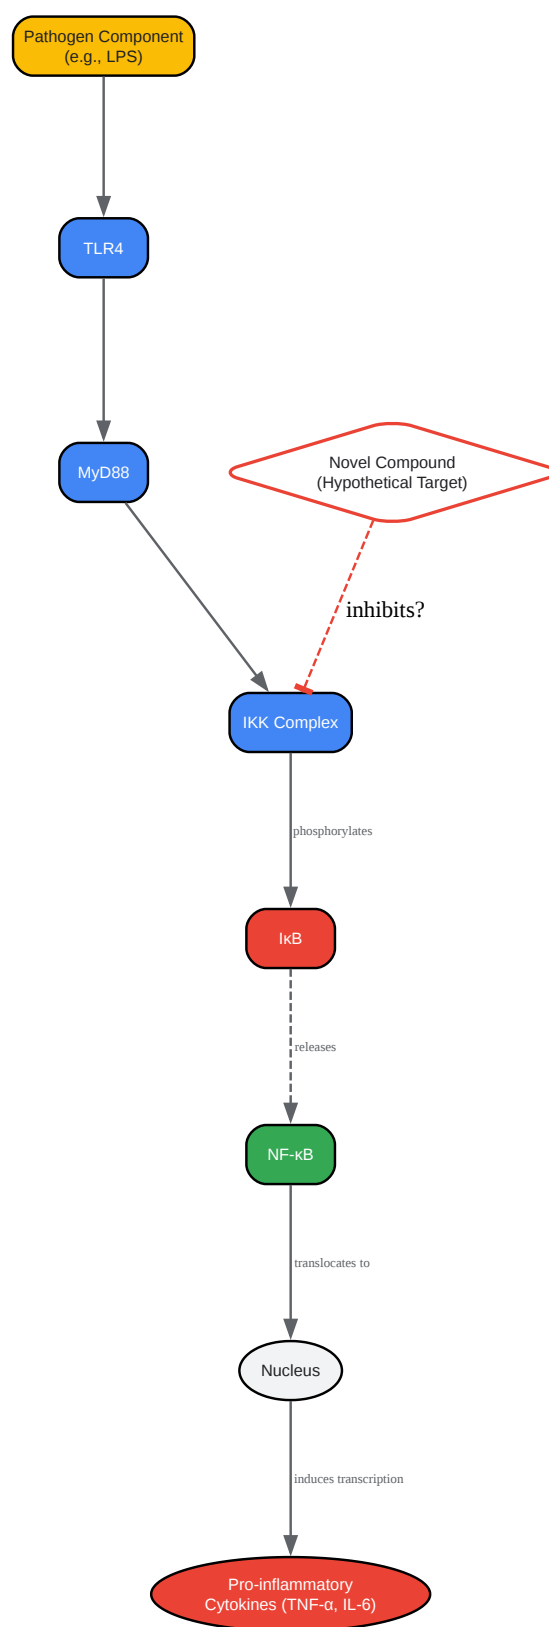 Pathogen Component
(e.g., LPS)
TLR4
MyD88
Novel Compound
(Hypothetical Target)
inhibits?
IKK Complex
phosphorylates
IκB
releases
NF-κB
translocates to
Nucleus
induces transcription
Pro-inflammatory
Cytokines (TNF-α, IL-6)